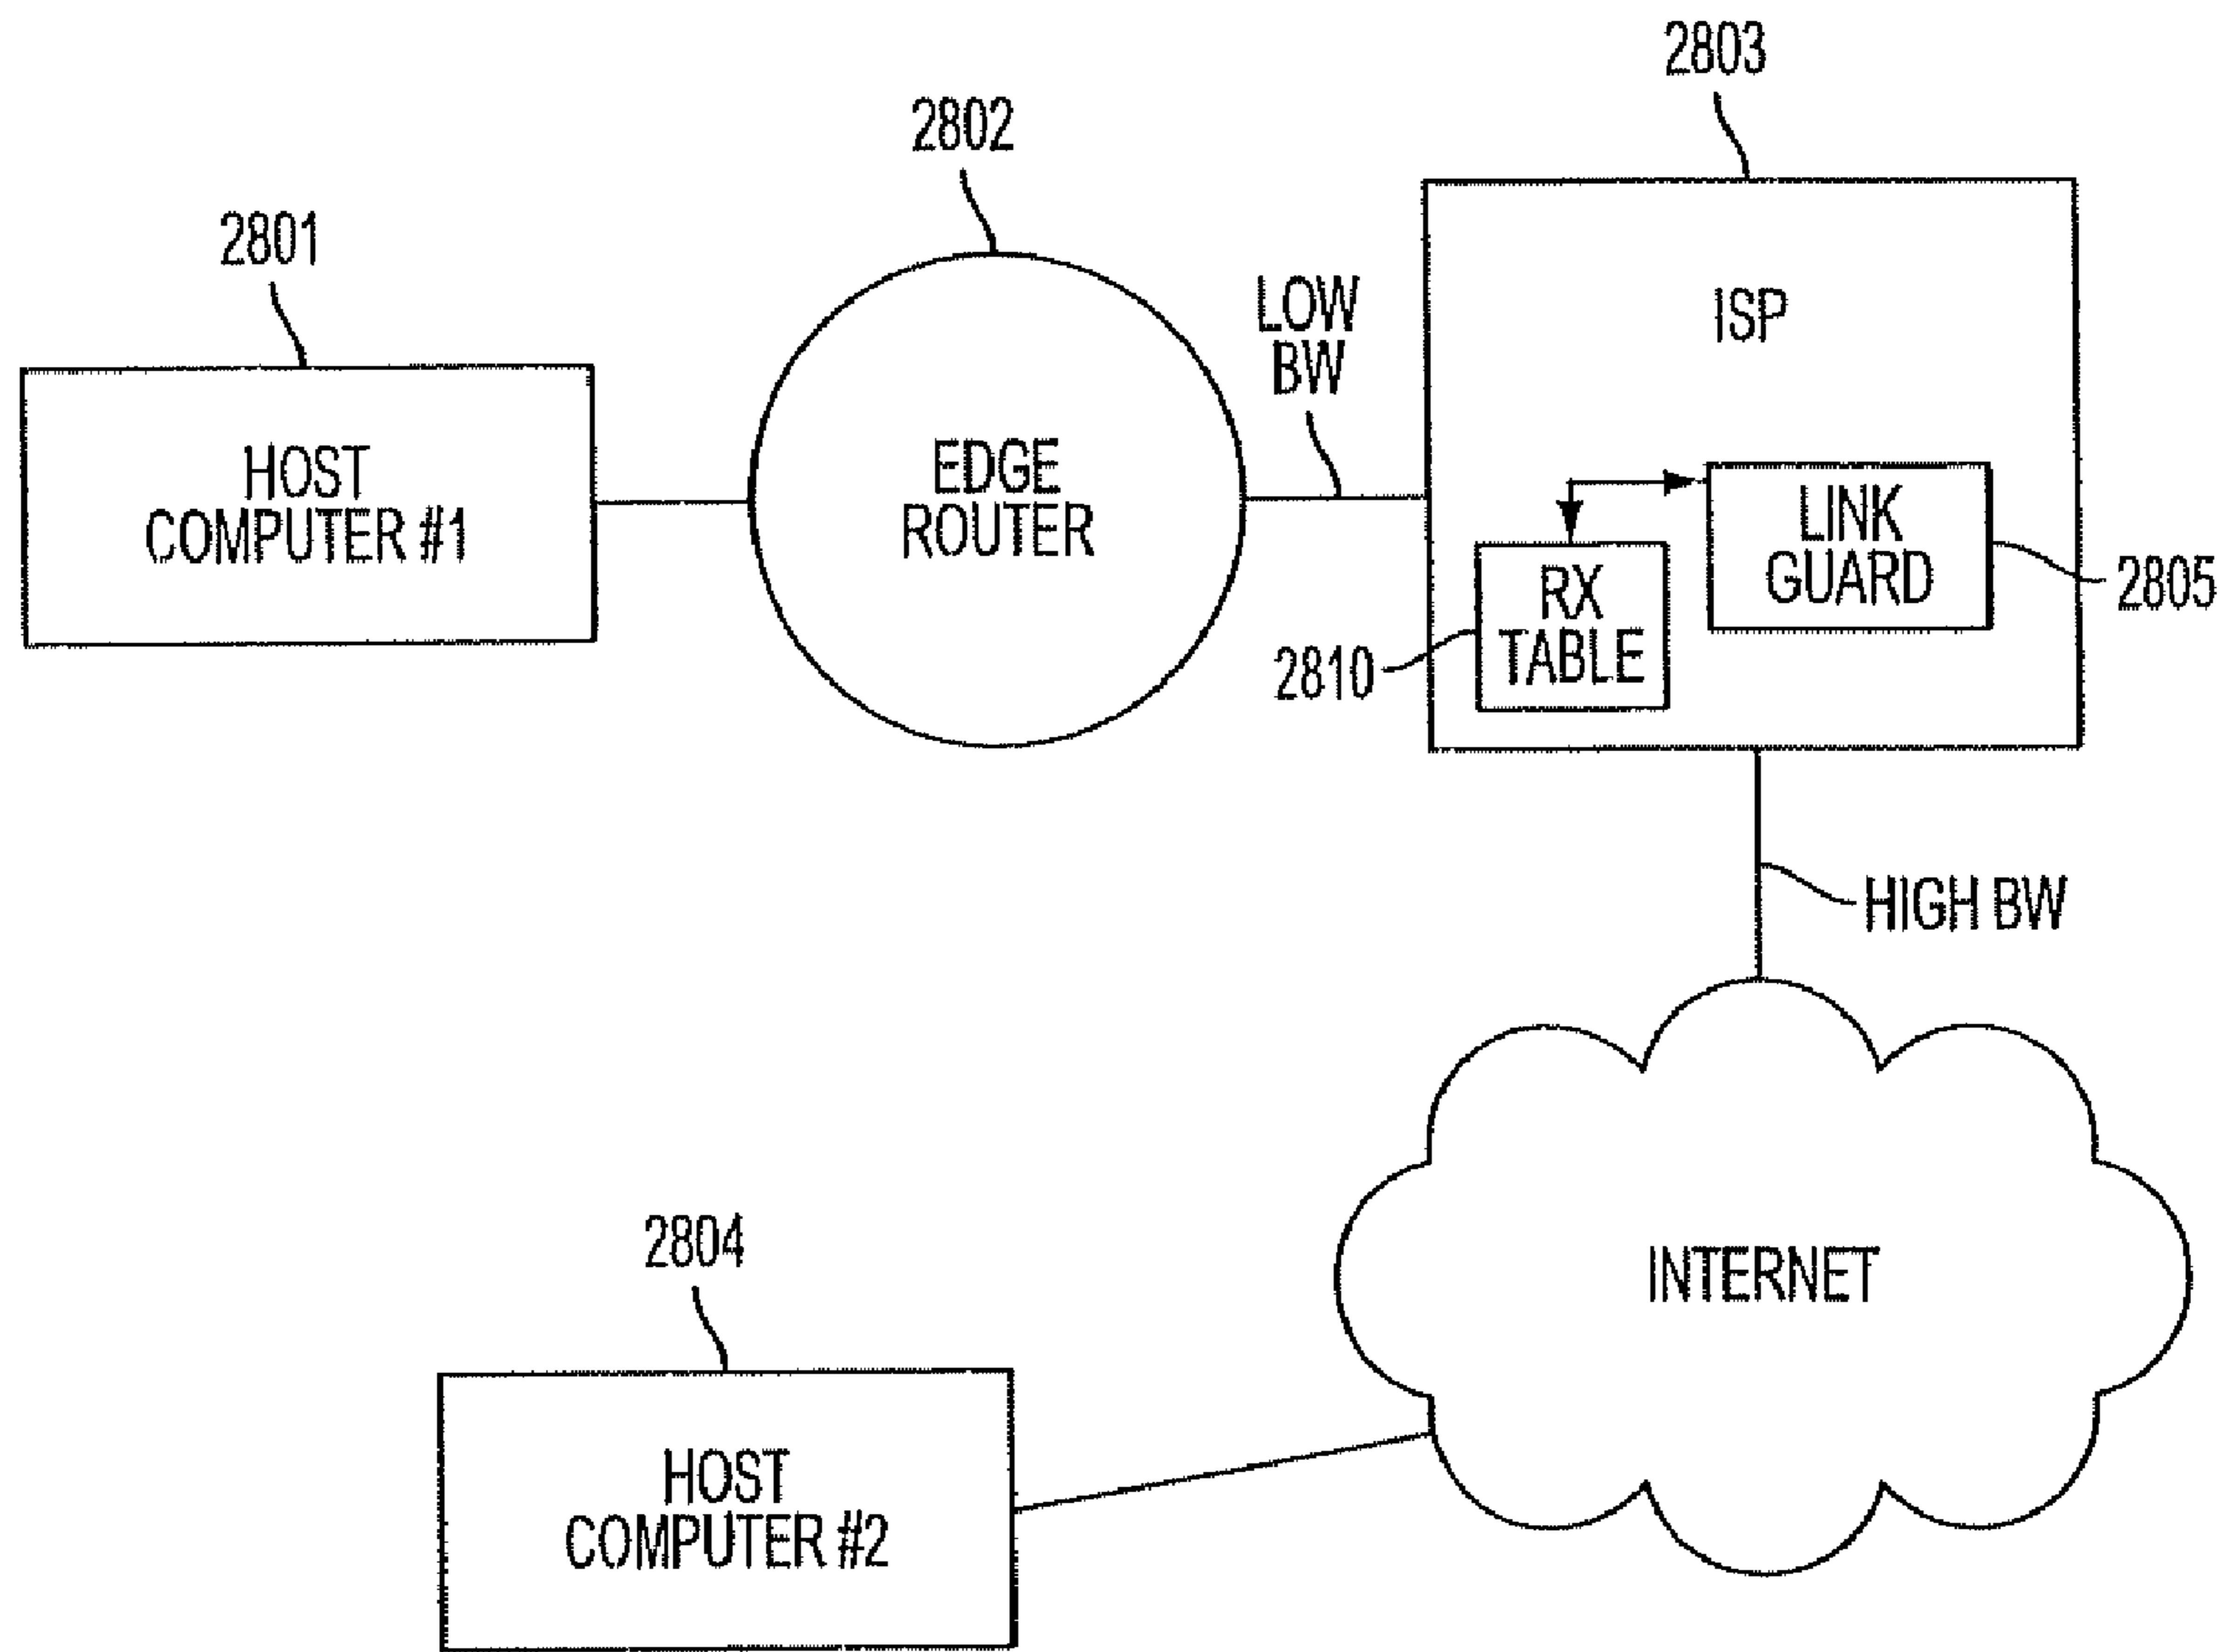 2803
2802
2801
LOW
BW
ISP
HOST
COMPUTER #1
EDGE
ROUTER
LINK
GUARD
2805
RX
TABLE
2810
HIGH BW
INTERNET
2804
HOST
COMPUTER #2